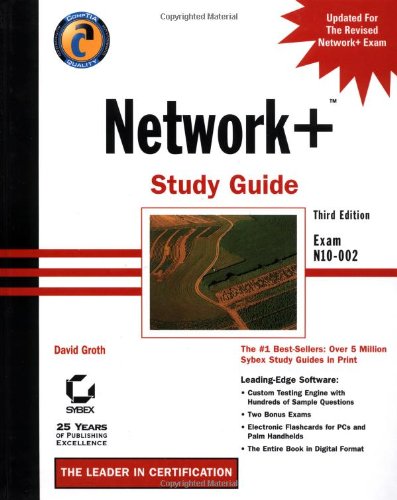 Copyrighted Material
CompTIA
QUALITY
Updated For
The Revised
Network+ Exam
Network+™
Study Guide
Third Edition
Exam
N10-002
David Groth
SYBEX
25 YEARS
OF PUBLISHING
EXCELLENCE
The #1 Best-Sellers: Over 5 Million
Sybex Study Guides in Print
Leading-Edge Software:
• Custom Testing Engine with
Hundreds of Sample Questions
• Two Bonus Exams
• Electronic Flashcards for PCs and
Palm Handhelds
• The Entire Book in Digital Format
THE LEADER IN CERTIFICATION
Copyrighted Material